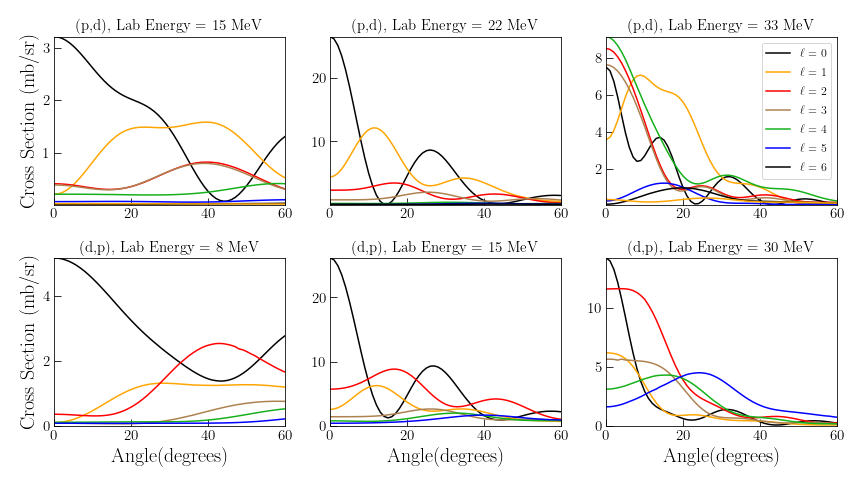 (p,d), Lab Energy = 15 MeV
(p,d), Lab Energy = 22 MeV
(p,d), Lab Energy = 33 MeV
Cross Section (mb/sr)
3
2
1
0
0 20 40 60
20
10
0 20 40 60
8
6
4
2
0 20 40 60
ℓ = 0
ℓ = 1
ℓ = 2
ℓ = 3
ℓ = 4
ℓ = 5
ℓ = 6
(d,p), Lab Energy = 8 MeV
(d,p), Lab Energy = 15 MeV
(d,p), Lab Energy = 30 MeV
Cross Section (mb/sr)
4
2
0
0 20 40 60
Angle(degrees)
20
10
0
0 20 40 60
Angle(degrees)
10
5
0
0 20 40 60
Angle(degrees)